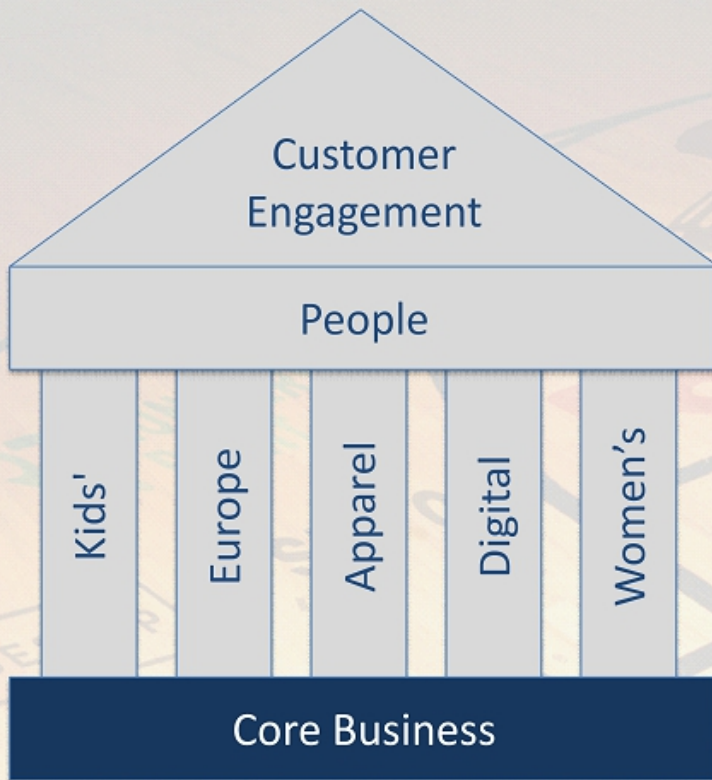 Customer
Engagement
People
Kids'
Europe
Apparel
Digital
Women’s
Core Business